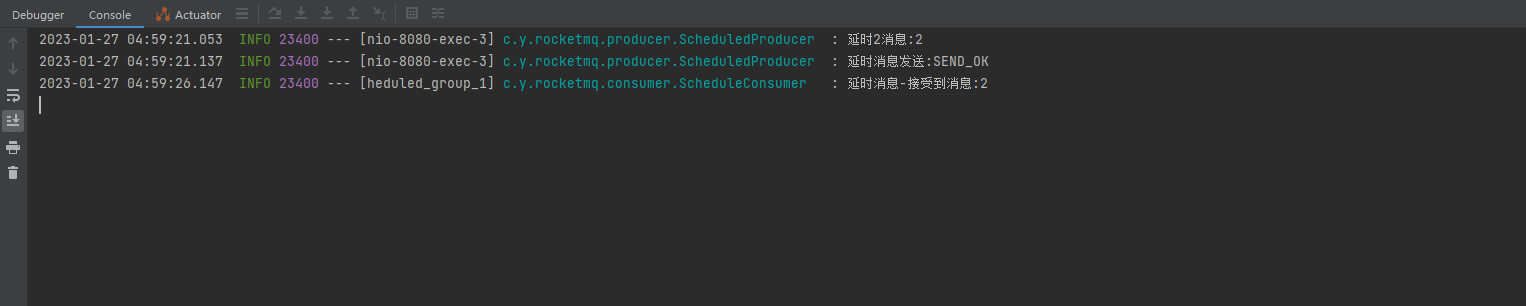 Debugger Console Actuator
2023-01-27 04:59:21.053 INFO 23400 --- [nio-8080-exec-3] c.y.rocketmq.producer.ScheduledProducer : 延时2消息:2
2023-01-27 04:59:21.137 INFO 23400 --- [nio-8080-exec-3] c.y.rocketmq.producer.ScheduledProducer : 延时消息发送:SEND_OK
2023-01-27 04:59:26.147 INFO 23400 --- [heduled_group_1] c.y.rocketmq.consumer.ScheduleConsumer : 延时消息-接受到消息:2